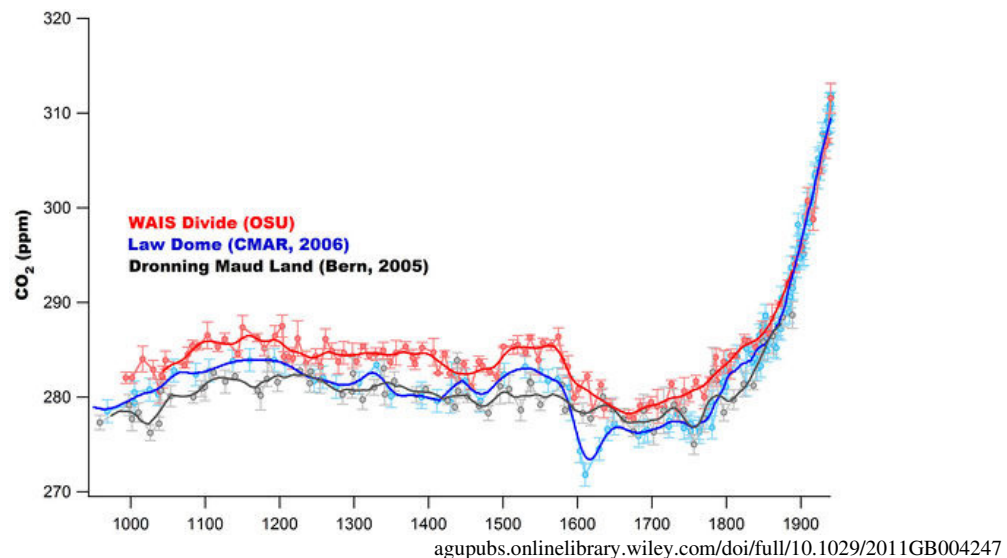 320
310
300
290
280
270
CO2 (ppm)
WAIS Divide (OSU)
Law Dome (CMAR, 2006)
Dronning Maud Land (Bern, 2005)
1000 1100 1200 1300 1400 1500 1600 1700 1800 1900
agupubs.onlinelibrary.wiley.com/doi/full/10.1029/2011GB004247